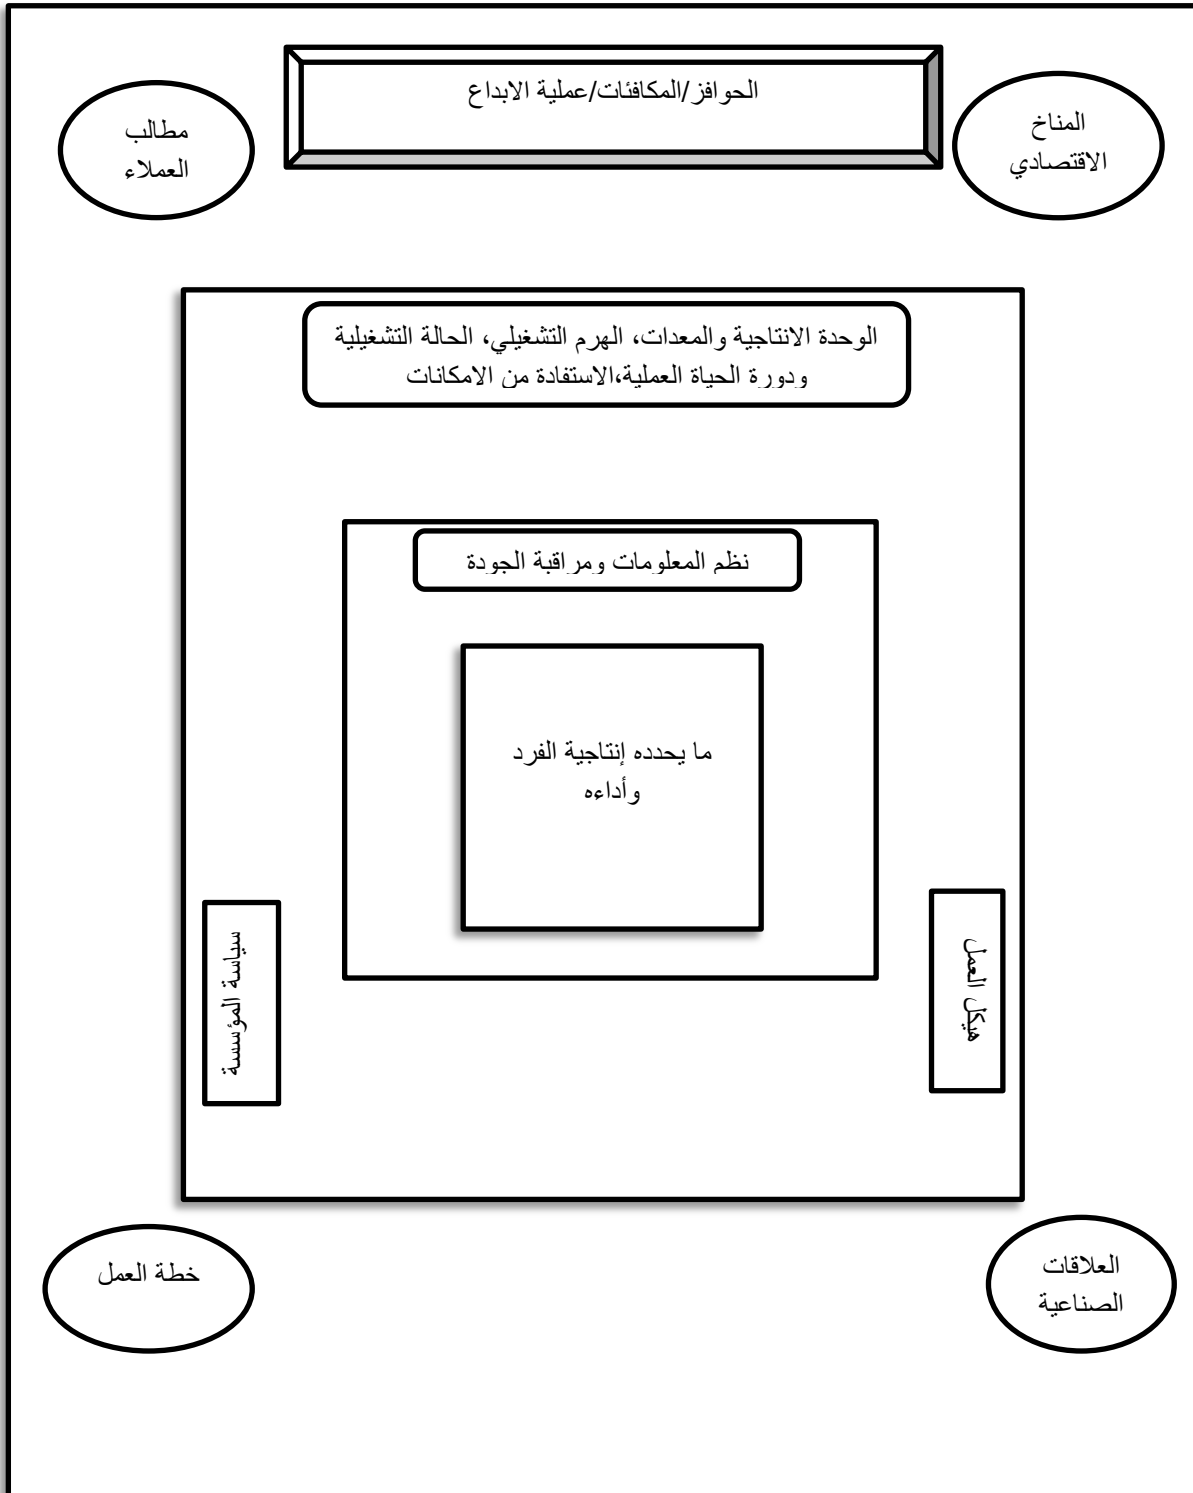 الحوافز/المكافئات/عملية الابداع
المناخ
الاقتصادي
مطالب
العملاء
الوحدة الانتاجية والمعدات، الهرم التشغيلي، الحالة التشغيلية
ودورة الحياة العملية،الاستفادة من الامكانات
نظم المعلومات ومراقبة الجودة
ما يحدده إنتاجية الفرد
وأداءه
هيكل العمل
سياسة المؤسسة
العلاقات
الصناعية
خطة العمل